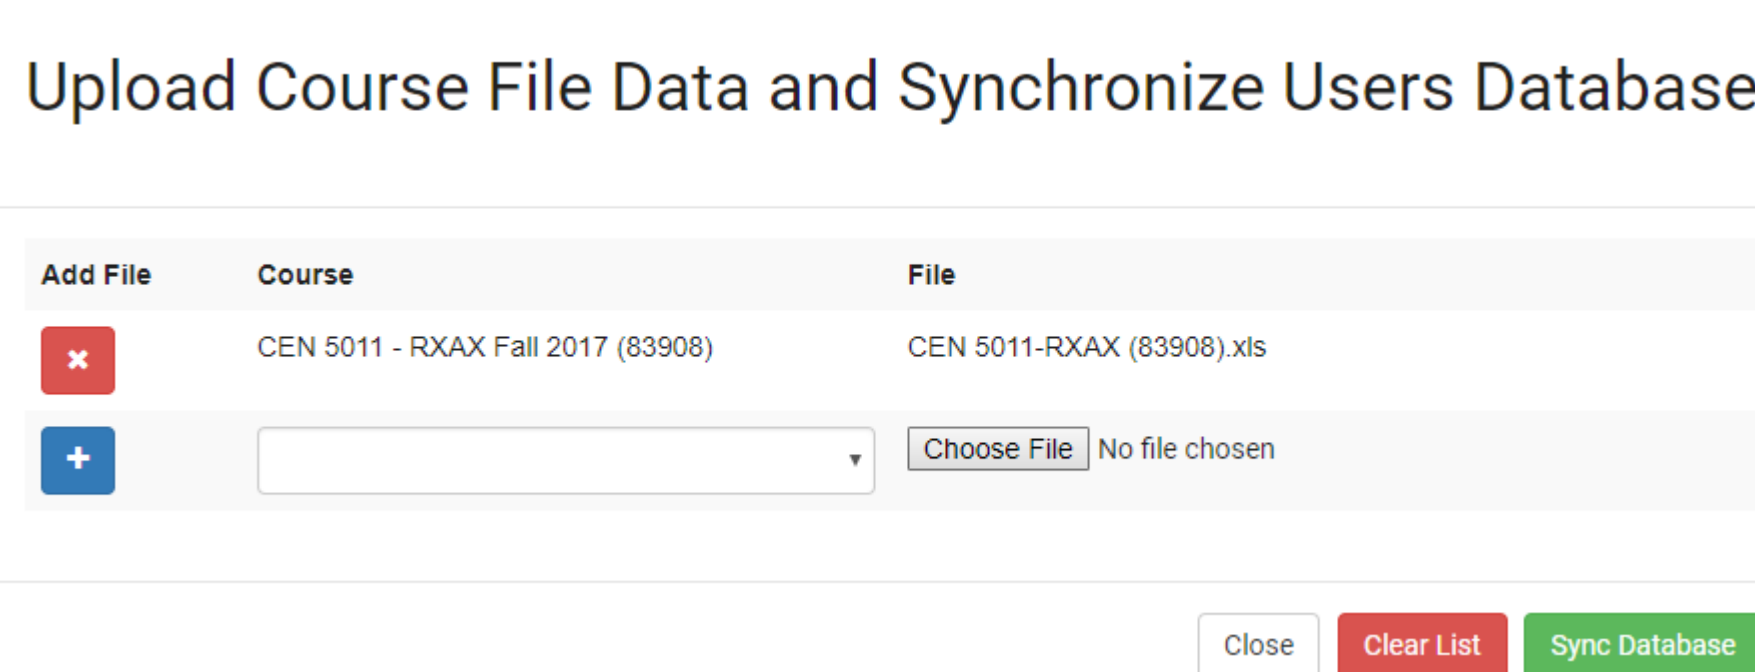 Upload Course File Data and Synchronize Users Database
Add File Course File
CEN 5011 - RXAX Fall 2017 (83908) CEN 5011-RXAX (83908).xls
Choose File No file chosen
Close Clear List Sync Database